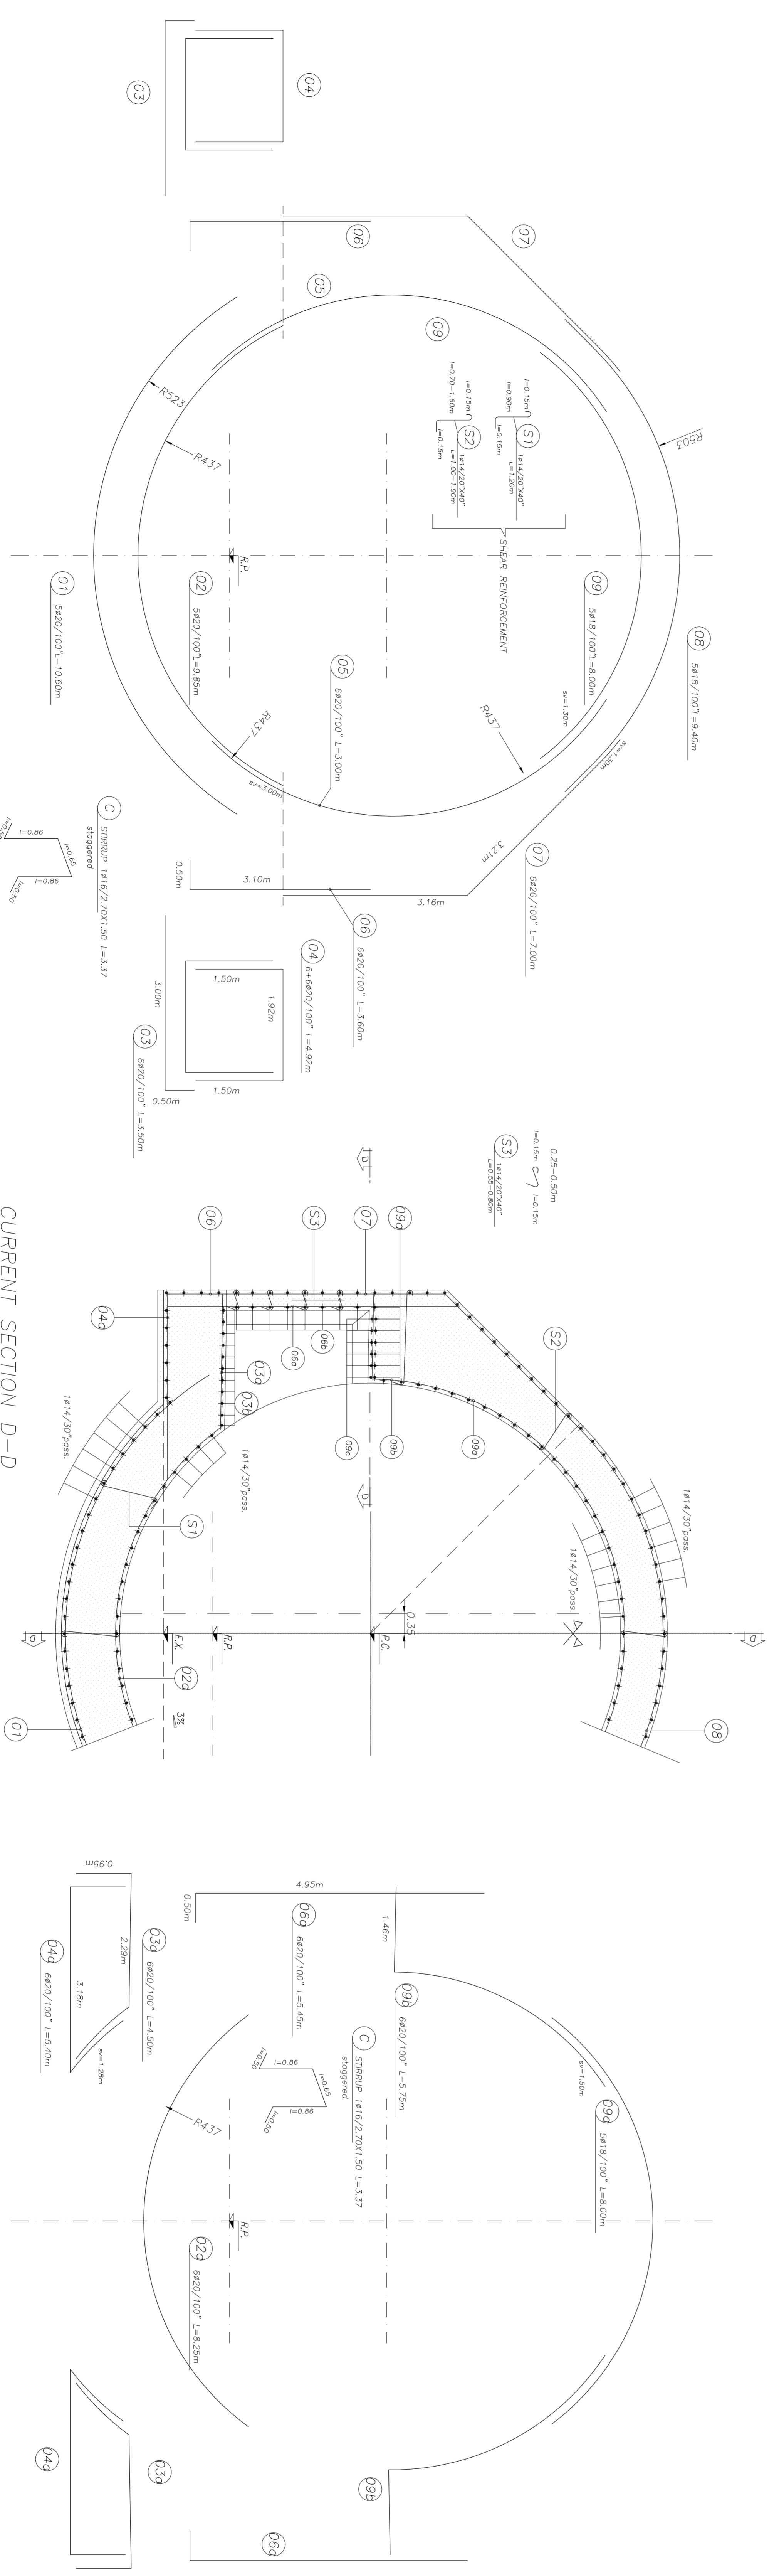 04
03
06
07
05
09
R503
l=0.15m
l=0.90m
S1
1ø14/20"x40"
L=1.20m
l=0.15m
l=0.15m
l=0.70-1.60m
S2
1ø14/20"x40"
L=1.00-1.90m
l=0.15m
SHEAR REINFORCEMENT
R523
R437
R.P.
09
5ø18/100"L=8.00m
08
5ø18/100"L=9.40m
01
5ø20/100"L=10.60m
02
5ø20/100"L=9.85m
05
6ø20/100" L=3.00m
R437
R437
sv=1.30m
sv=1.30m
sv=3.00m
3.21m
3.16m
07
6ø20/100" L=7.00m
C
STIRRUP 1ø16/2.70X1.50 L=3.37
staggered
l=0.86
l=0.65
l=0.86
l=0.50
l=0.50
3.10m
0.50m
06
6ø20/100" L=3.60m
04
6+6ø20/100" L=4.92m
1.50m
1.92m
1.50m
3.00m
0.50m
03
6ø20/100" L=3.50m
D
0.25-0.50m
l=0.15m
l=0.15m
S3
1ø14/20"x40"
L=0.55-0.80m
CURRENT SECTION D-D
06
S3
07
09d
04a
06b
06a
03a
03b
S2
09c
09b
09a
1ø14/30"pass.
1ø14/30"pass.
1ø14/30"pass.
1ø14/30"pass.
S1
D
0.35
P.C.
R.P.
E.X.
D
D
02a
3%
01
08
0.95m
2.29m
3.18m
sv=1.28m
03a
6ø20/100" L=4.50m
04a
6ø20/100" L=5.40m
4.95m
0.50m
1.46m
06a
6ø20/100" L=5.45m
09b
6ø20/100" L=5.75m
C
STIRRUP 1ø16/2.70X1.50 L=3.37
staggered
l=0.86
l=0.65
l=0.86
l=0.50
l=0.50
sv=1.50m
09a
5ø18/100" L=8.00m
R437
R.P.
02a
6ø20/100" L=8.25m
04a
03a
09b
06a